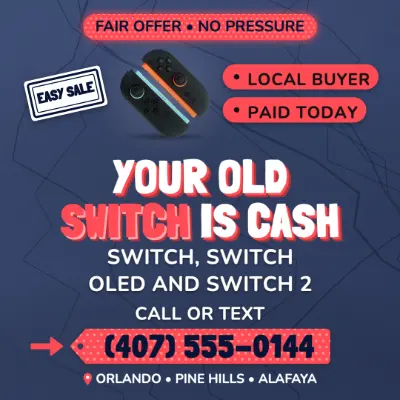 FAIR OFFER • NO PRESSURE
EASY SALE
• LOCAL BUYER
• PAID TODAY
YOUR OLD
SWITCH IS CASH
SWITCH, SWITCH
OLED AND SWITCH 2
CALL OR TEXT
(407) 555-0144
ORLANDO • PINE HILLS • ALAFAYA